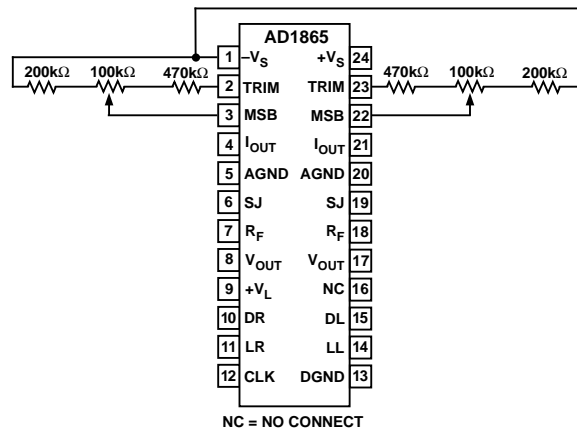 AD1865
1 –VS +VS 24
200kΩ 100kΩ 470kΩ 2 TRIM TRIM 23 470kΩ 100kΩ 200kΩ
3 MSB MSB 22
4 IOUT IOUT 21
5 AGND AGND 20
6 SJ SJ 19
7 RF RF 18
8 VOUT VOUT 17
9 +VL NC 16
10 DR DL 15
11 LR LL 14
12 CLK DGND 13
NC = NO CONNECT